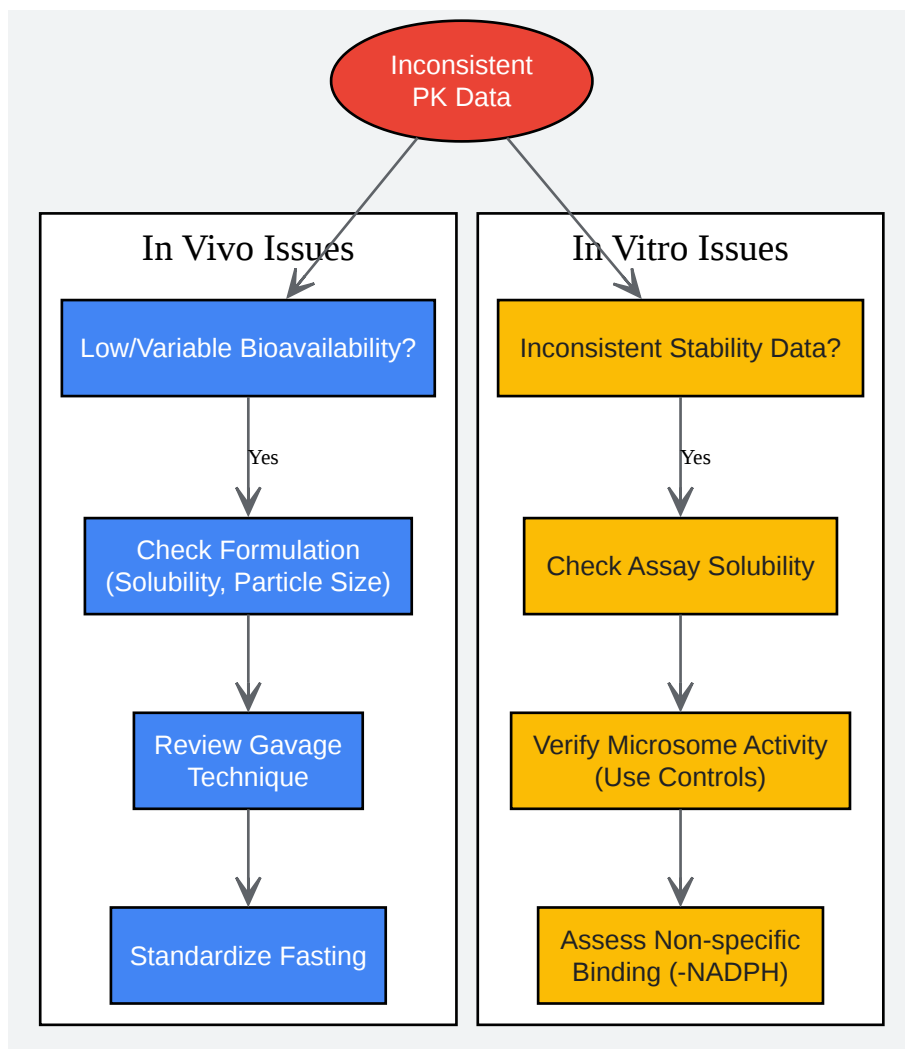 Inconsistent
PK Data
In Vivo Issues
Low/Variable Bioavailability?
Yes
Check Formulation
(Solubility, Particle Size)
Review Gavage
Technique
Standardize Fasting
In Vitro Issues
Inconsistent Stability Data?
Yes
Check Assay Solubility
Verify Microsome Activity
(Use Controls)
Assess Non-specific
Binding (-NADPH)